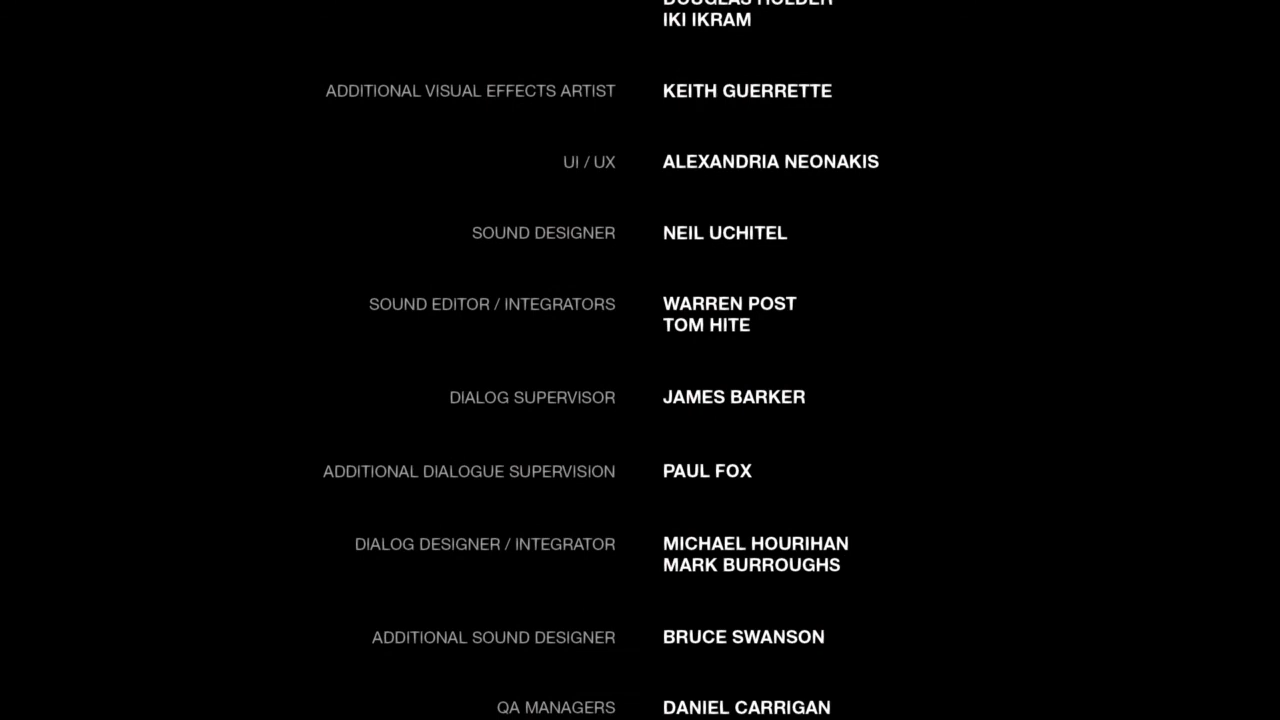 DOUGLAS HOLDER
IKI IKRAM
ADDITIONAL VISUAL EFFECTS ARTIST KEITH GUERRETTE
UI / UX ALEXANDRIA NEONAKIS
SOUND DESIGNER NEIL UCHITEL
SOUND EDITOR / INTEGRATORS WARREN POST
TOM HITE
DIALOG SUPERVISOR JAMES BARKER
ADDITIONAL DIALOGUE SUPERVISION PAUL FOX
DIALOG DESIGNER / INTEGRATOR MICHAEL HOURIHAN
MARK BURROUGHS
ADDITIONAL SOUND DESIGNER BRUCE SWANSON
QA MANAGERS DANIEL CARRIGAN